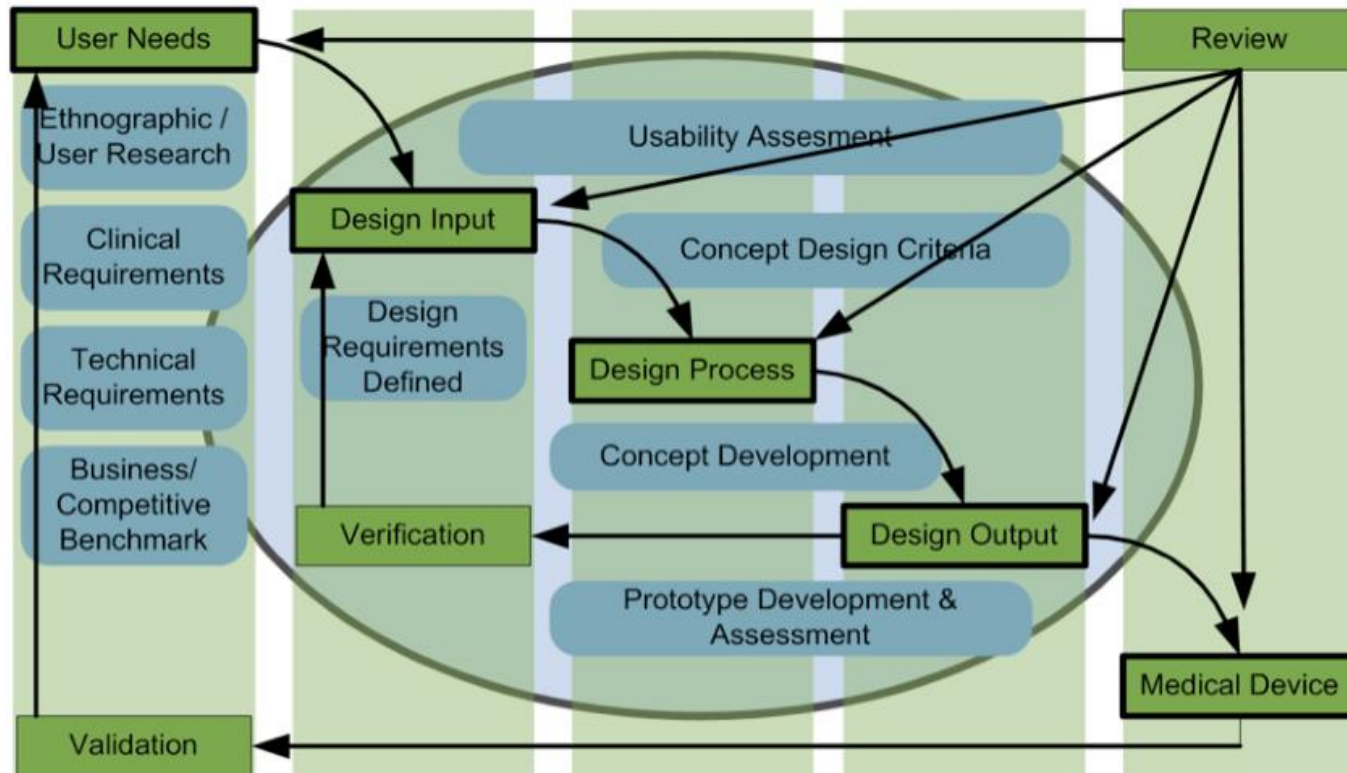 User Needs
Review
Ethnographic /
User Research
Usability Assesment
Clinical
Requirements
Design Input
Concept Design Criteria
Technical
Requirements
Design
Requirements
Defined
Design Process
Business/
Competitive
Benchmark
Concept Development
Verification
Design Output
Prototype Development &
Assessment
Medical Device
Validation